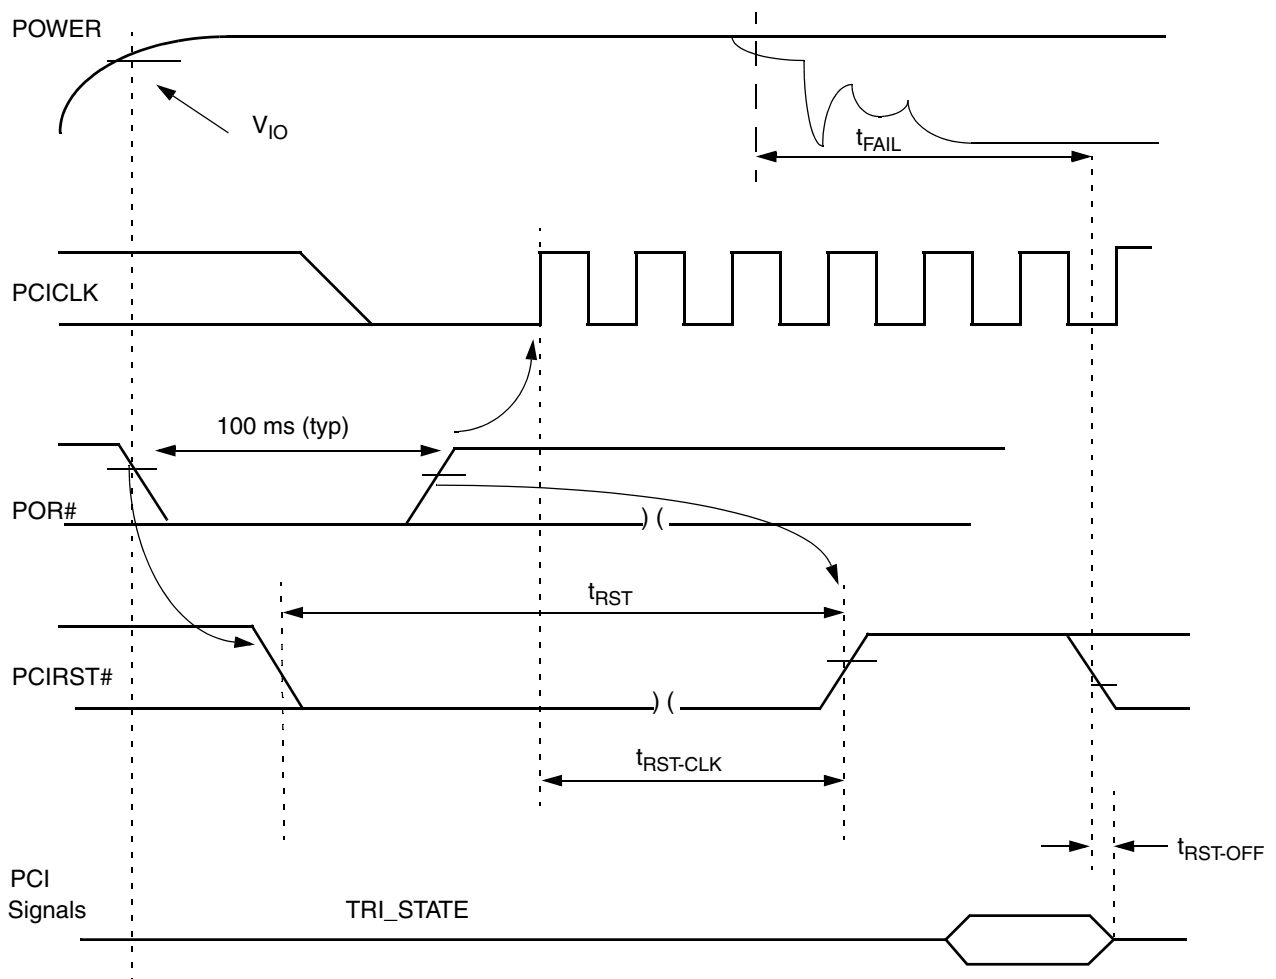 POWER
VIO
tFAIL
PCICLK
100 ms (typ)
POR#
) (
tRST
PCIRST#
) (
tRST-CLK
tRST-OFF
PCI
Signals
TRI_STATE